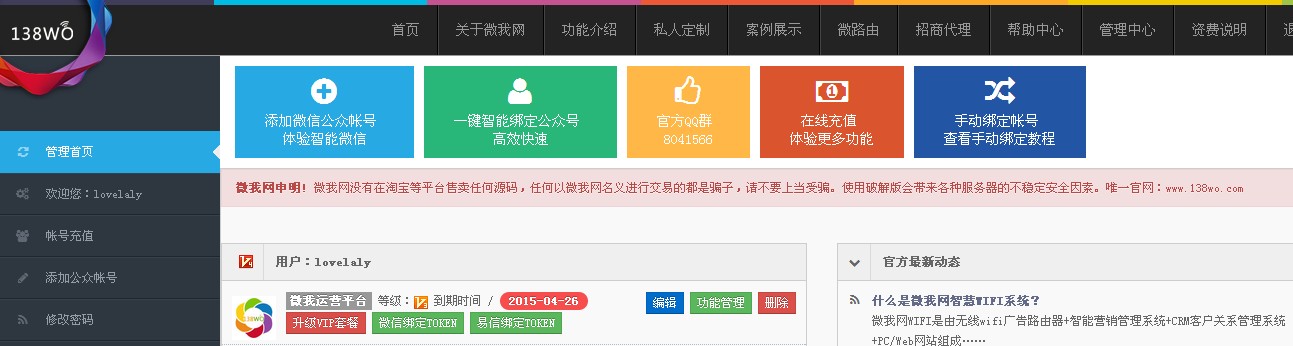 138WO
首页 关于微我网 功能介绍 私人定制 案例展示 微路由 招商代理 帮助中心 管理中心 资费说明
添加微信公众帐号
体验智能微信
一键智能绑定公众号
高效快速
官方QQ群
8041566
在线充值
体验更多功能
手动绑定帐号
查看手动绑定教程
管理首页
欢迎您：lovelaly
帐号充值
添加公众帐号
修改密码
微我网申明！微我网没有在淘宝等平台售卖任何源码，任何以微我网名义进行交易的都是骗子，请不要上当受骗。使用破解版会带来各种服务器的不稳定安全因素。唯一官网：www.138wo.com
用户：lovelaly
138WO
微我运营平台 等级： 到期时间 / 2015-04-26 编辑 功能管理 删除
升级VIP套餐 微信绑定TOKEN 易信绑定TOKEN
官方最新动态
什么是微我网智慧WIFI系统？
微我网WIFI是由无线wifi广告路由器+智能营销管理系统+CRM客户关系管理系统
+PC/Web网站组成……